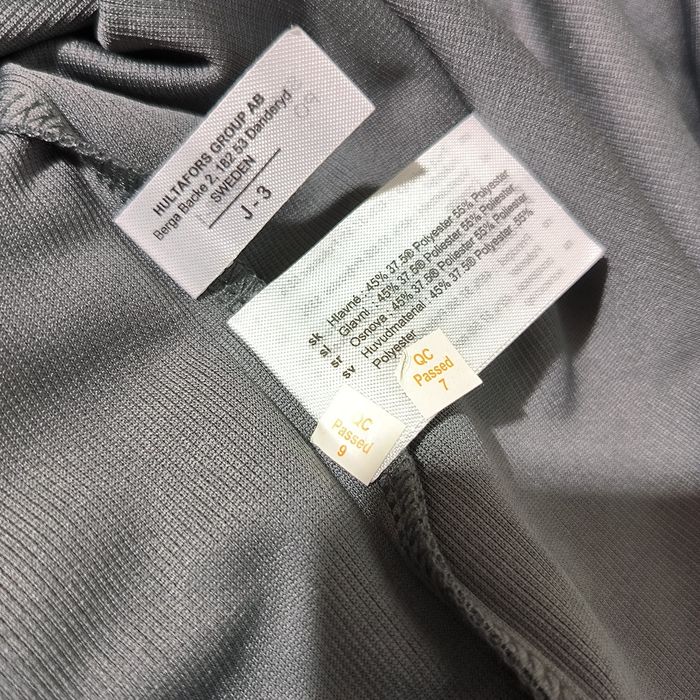 HULTAFORS GROUP AB
Berga Backe 2, 182 53 Danderyd
SWEDEN
J - 3
sk Hlavné : 45% 37.5® Polyester 55% Polyester
sl Glavni : 45% 37.5® Polyester 55% Polyester
sr Osnova : 45% 37.5® Polyester 55% Polyester
sv Huvudmaterial : 45% 37.5® Polyester 55%
Polyester
QC
Passed
7
QC
Passed
9